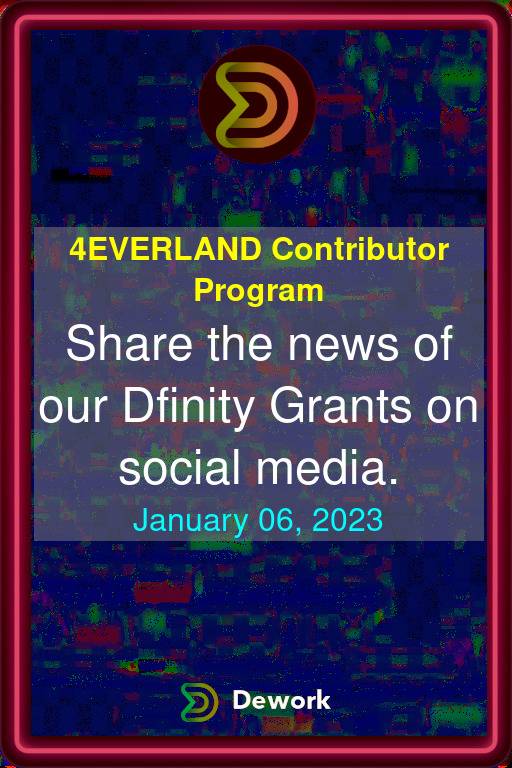 4EVERLAND Contributor
Program
Share the news of
our Dfinity Grants on
social media.
January 06, 2023
Dework